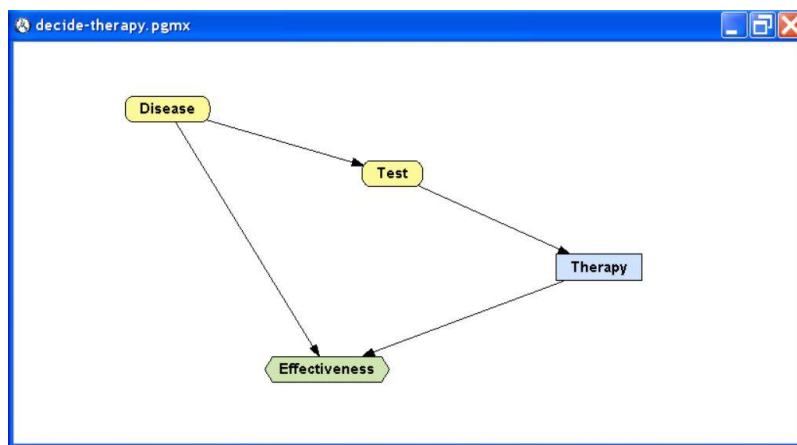 decide-therapy.pgmx
Disease
Test
Therapy
Effectiveness